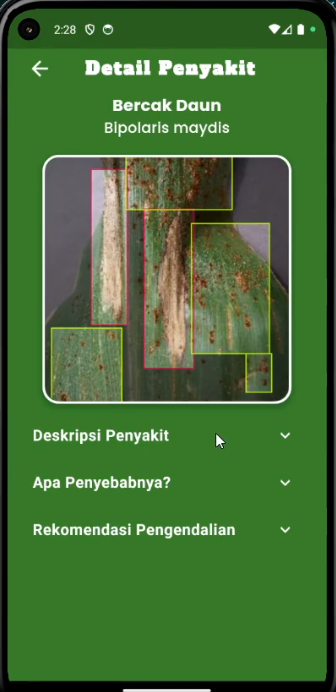 2:28
Detail Penyakit
Bercak Daun
Bipolaris maydis
Deskripsi Penyakit
Apa Penyebabnya?
Rekomendasi Pengendalian